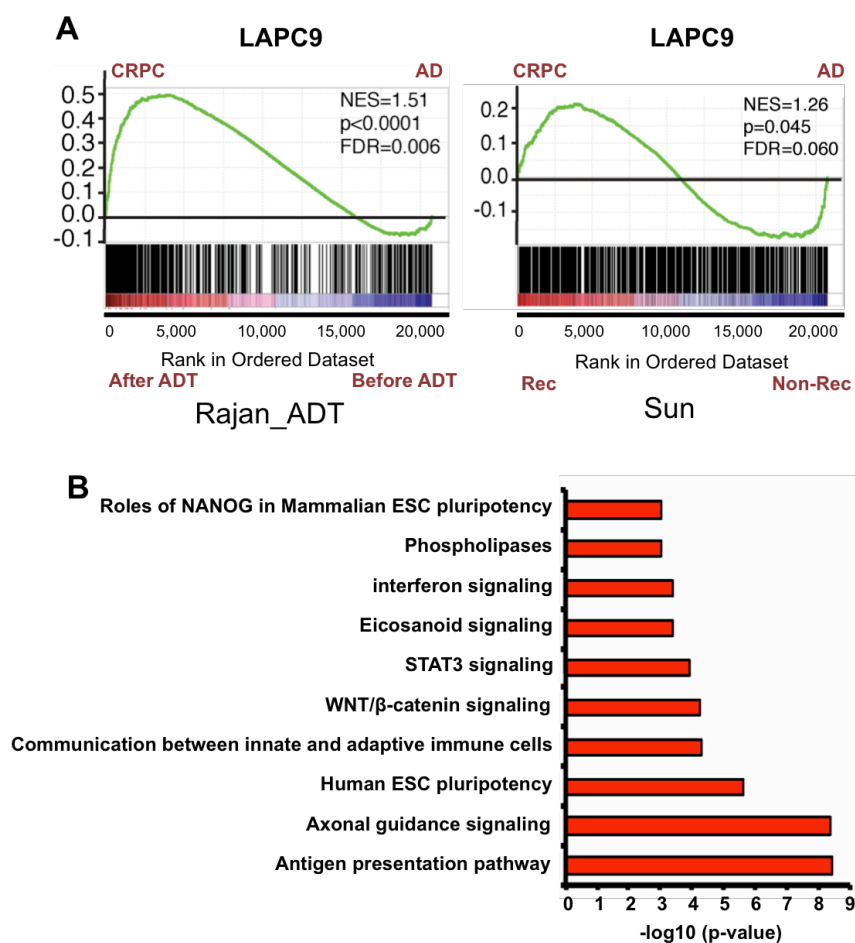 A
LAPC9
CRPC AD
NES=1.51
p<0.0001
FDR=0.006
0.5
0.4
0.3
0.2
0.1
0.0
-0.1
0 5,000 10,000 15,000 20,000
Rank in Ordered Dataset
After ADT Before ADT
Rajan_ADT
LAPC9
CRPC AD
NES=1.26
p=0.045
FDR=0.060
0.2
0.1
0.0
-0.1
0 5,000 10,000 15,000 20,000
Rank in Ordered Dataset
Rec Non-Rec
Sun
B
Roles of NANOG in Mammalian ESC pluripotency
Phospholipases
interferon signaling
Eicosanoid signaling
STAT3 signaling
WNT/β-catenin signaling
Communication between innate and adaptive immune cells
Human ESC pluripotency
Axonal guidance signaling
Antigen presentation pathway
0 1 2 3 4 5 6 7 8 9
-log10 (p-value)